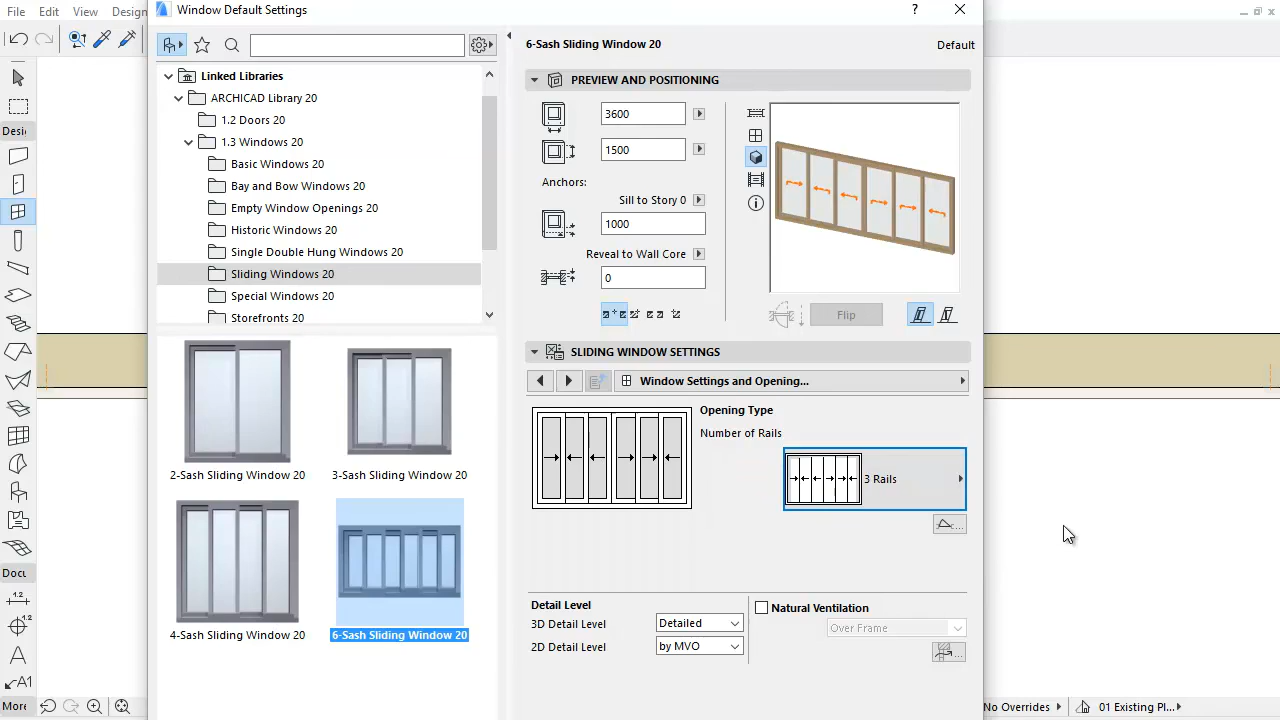 File Edit View Design
Window Default Settings
?
6-Sash Sliding Window 20
Default
Linked Libraries
ARCHICAD Library 20
1.2 Doors 20
1.3 Windows 20
Basic Windows 20
Bay and Bow Windows 20
Empty Window Openings 20
Historic Windows 20
Single Double Hung Windows 20
Sliding Windows 20
Special Windows 20
Storefronts 20
2-Sash Sliding Window 20
3-Sash Sliding Window 20
4-Sash Sliding Window 20
6-Sash Sliding Window 20
PREVIEW AND POSITIONING
3600
1500
Anchors:
Sill to Story 0
1000
Reveal to Wall Core
0
Flip
SLIDING WINDOW SETTINGS
Window Settings and Opening...
Opening Type
Number of Rails
3 Rails
...
Detail Level
3D Detail Level
Detailed
2D Detail Level
by MVO
Natural Ventilation
Over Frame
...
Desi
Docu
1.2
1.2
A
A1
More
No Overrides
01 Existing Pl...